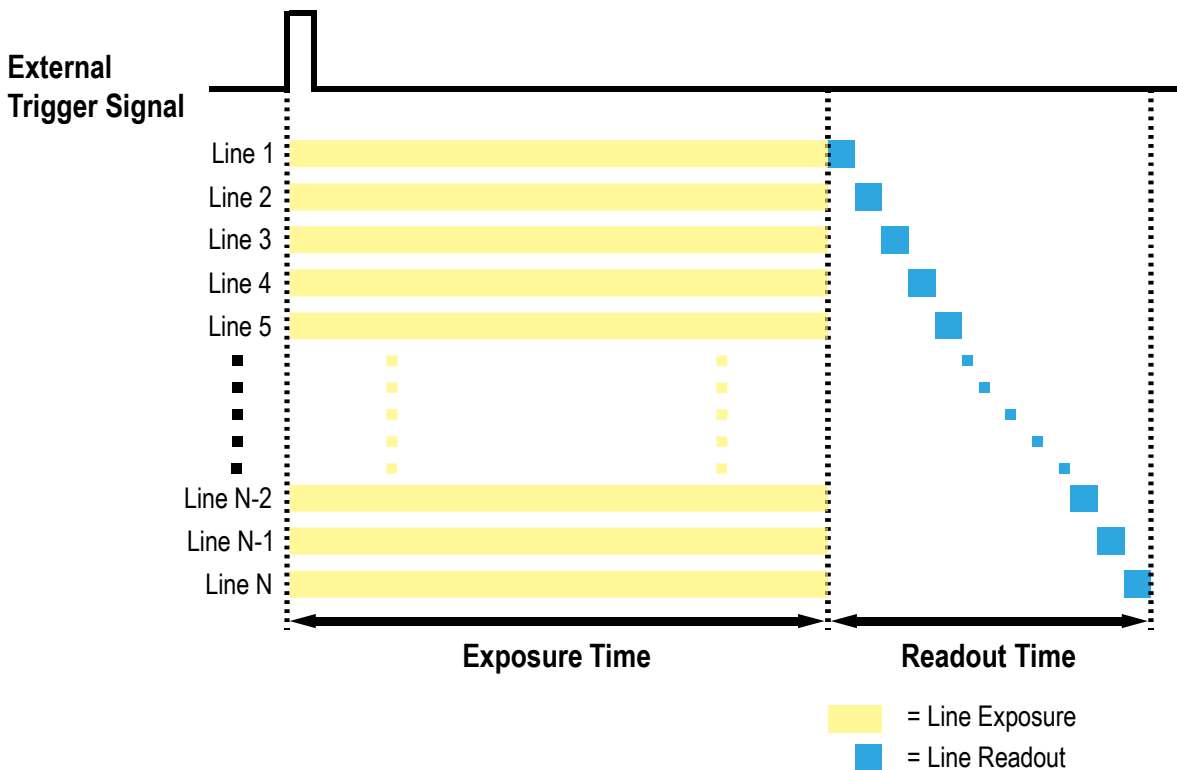 External
Trigger Signal
Line 1
Line 2
Line 3
Line 4
Line 5
Line N-2
Line N-1
Line N
Exposure Time
Readout Time
= Line Exposure
= Line Readout